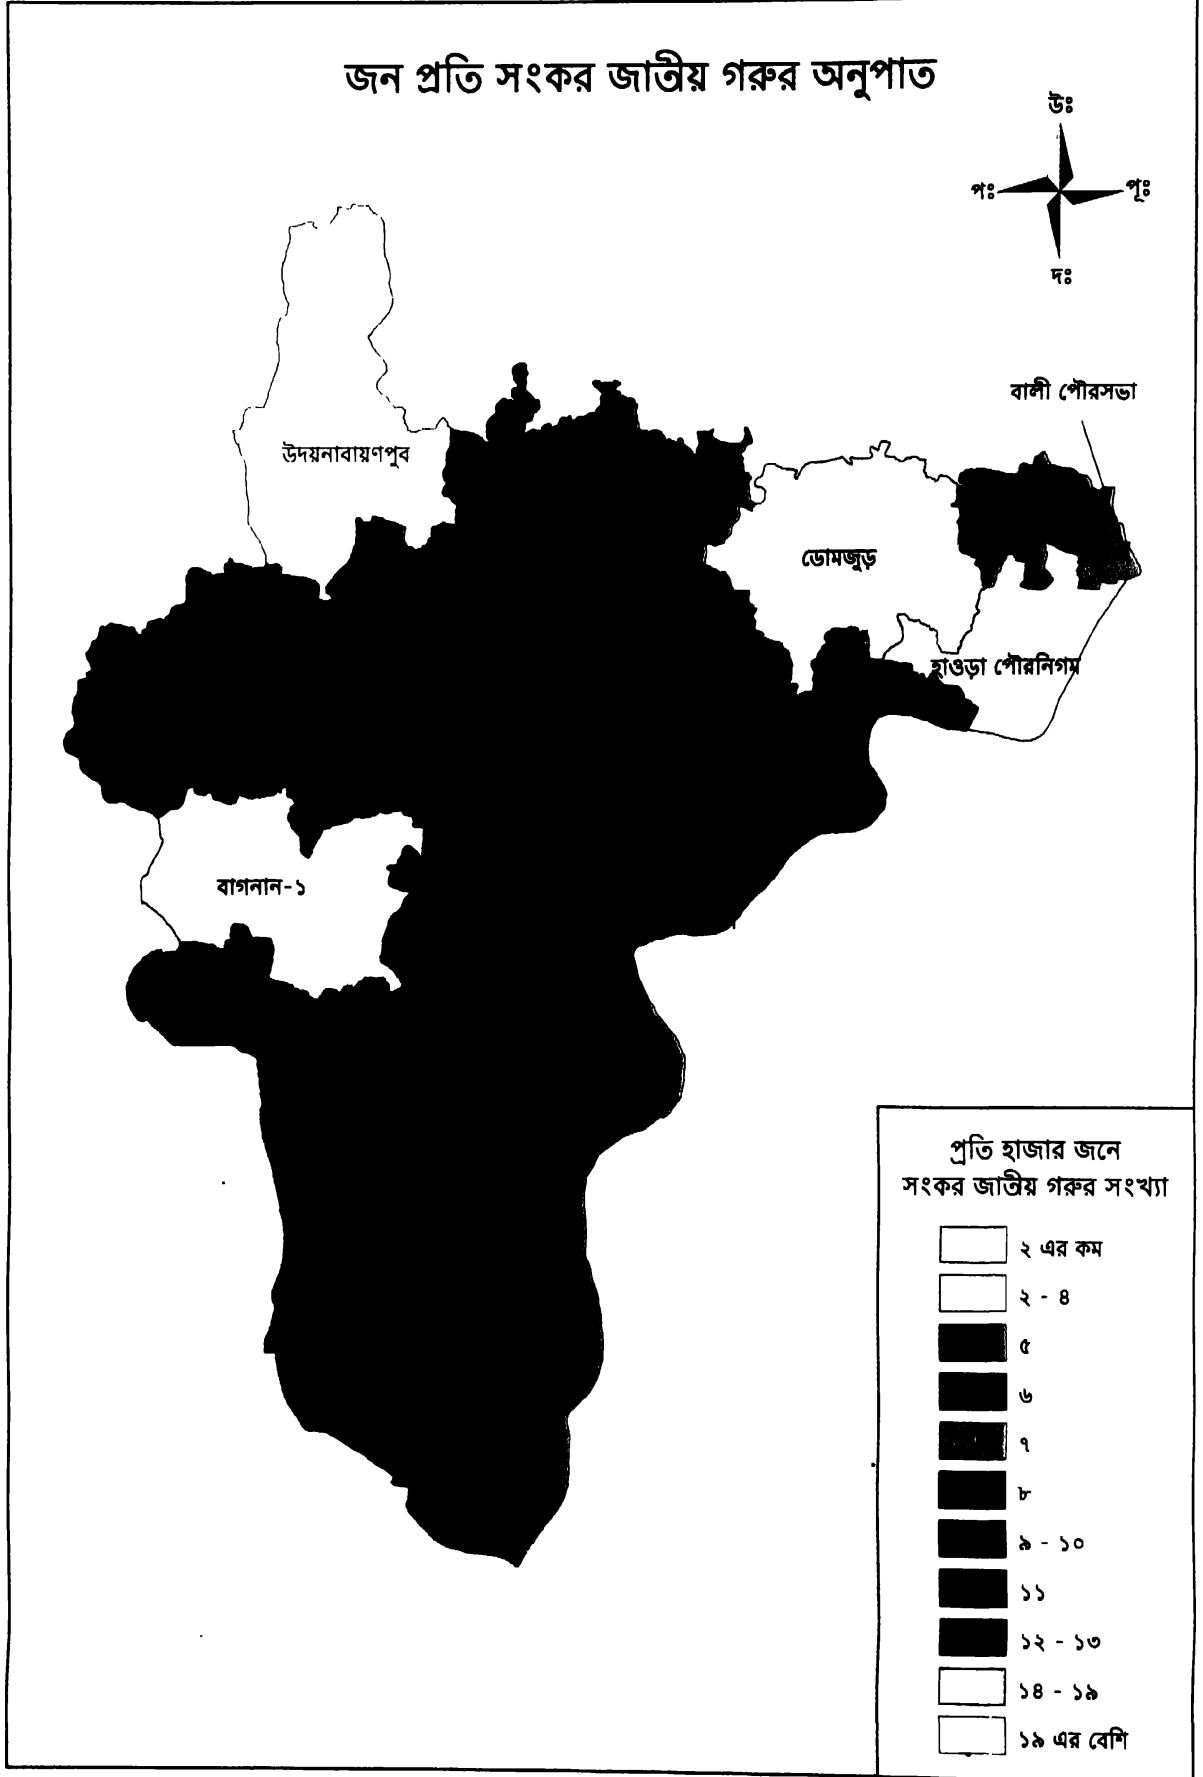 জন প্রতি সংকর জাতীয় গরুর অনুপাত
উঃ
পঃ
পূঃ
দঃ
বালী পৌরসভা
উদয়নাবায়ণপুব
ডোমজুড়
হাওড়া পৌরনিগম
বাগনান-১
প্রতি হাজার জনে
সংকর জাতীয় গরুর সংখ্যা
২ এর কম
২ - ৪
৫
৬
৭
৮
৯ - ১০
১১
১২ - ১৩
১৪ - ১৯
১৯ এর বেশি